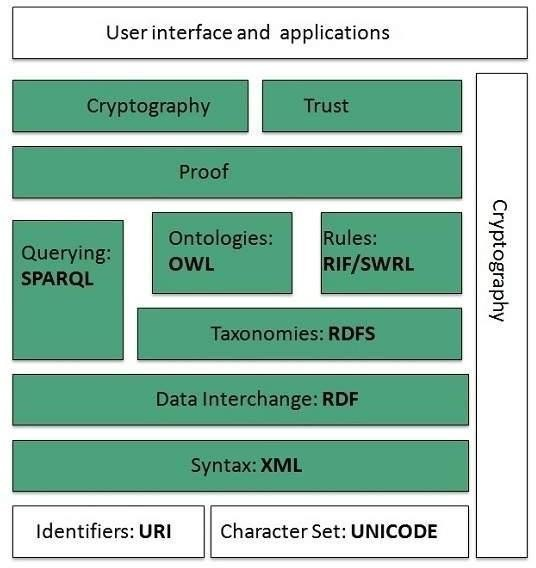 User interface and applications
Cryptography
Trust
Proof
Querying:
SPARQL
Ontologies:
OWL
Rules:
RIF/SWRL
Taxonomies: RDFS
Data Interchange: RDF
Syntax: XML
Identifiers: URI
Character Set: UNICODE
Cryptography